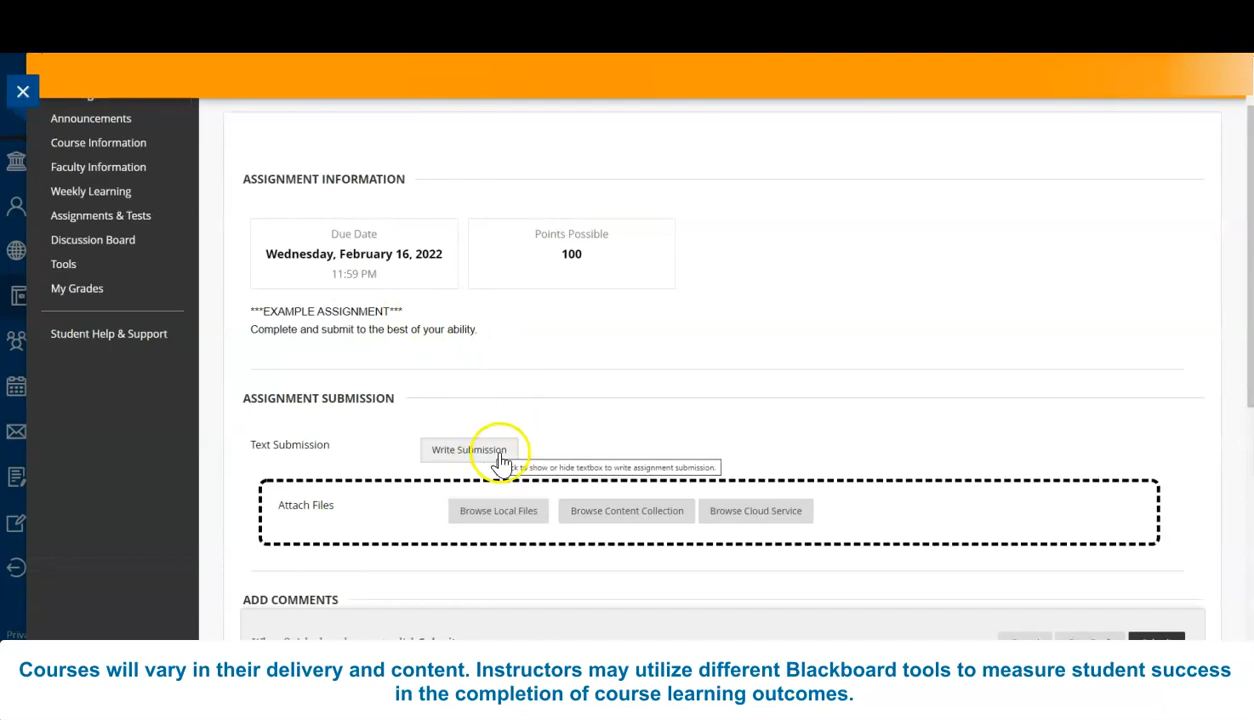 Announcements
Course Information
Faculty Information
Weekly Learning
Assignments & Tests
Discussion Board
Tools
My Grades
Student Help & Support
ASSIGNMENT INFORMATION
Due Date
Wednesday, February 16, 2022
11:59 PM
Points Possible
100
***EXAMPLE ASSIGNMENT***
Complete and submit to the best of your ability.
ASSIGNMENT SUBMISSION
Text Submission
Write Submission
to show or hide textbox to write assignment submission.
Attach Files
Browse Local Files
Browse Content Collection
Browse Cloud Service
ADD COMMENTS
Courses will vary in their delivery and content. Instructors may utilize different Blackboard tools to measure student success
in the completion of course learning outcomes.